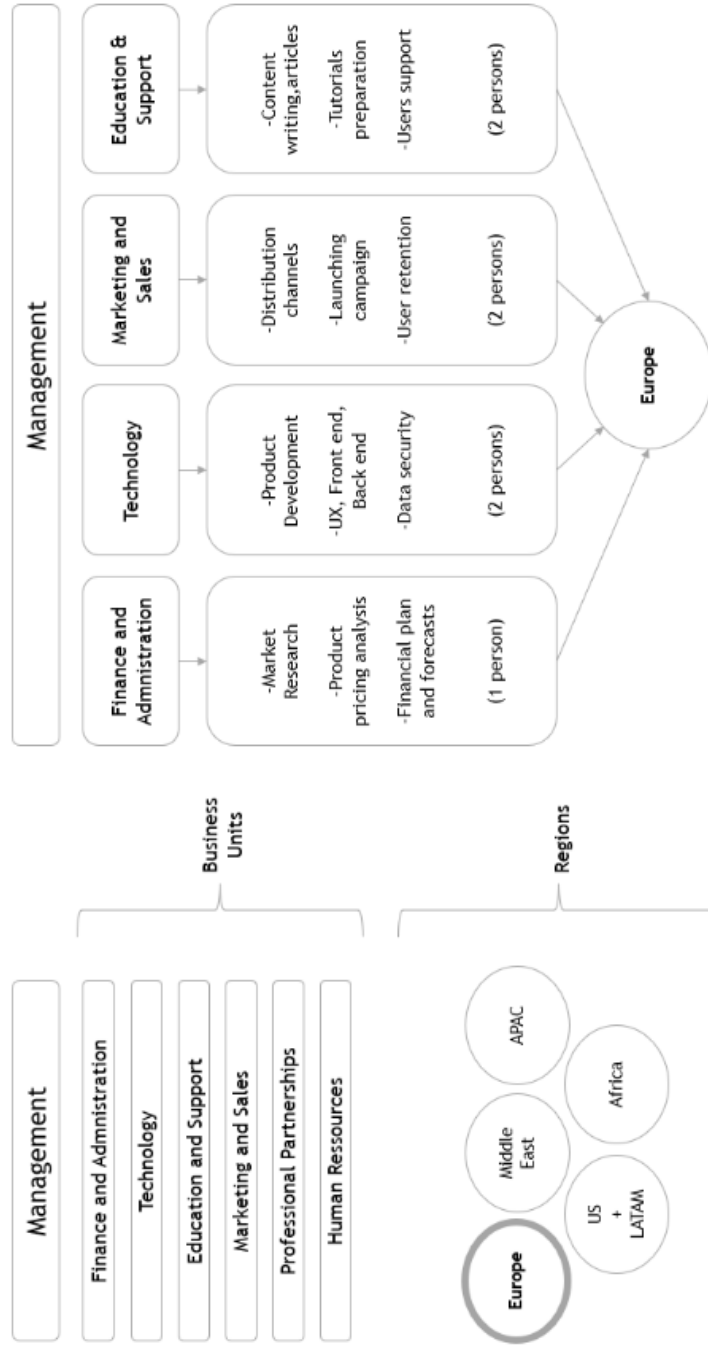 Management
Finance and Admnistration
Technology
Education and Support
Marketing and Sales
Professional Partnerships
Human Ressources
Business
Units
Europe
Middle
East
APAC
US
+
LATAM
Africa
Regions
Management
Finance and
Admnistration
-Market
Research
-Product
pricing analysis
-Financial plan
and forecasts
(1 person)
Technology
-Product
Development
-UX, Front end,
Back end
-Data security
(2 persons)
Marketing and
Sales
-Distribution
channels
-Launching
campaign
-User retention
(2 persons)
Education &
Support
-Content
writing,articles
-Tutorials
preparation
-Users support
(2 persons)
Europe